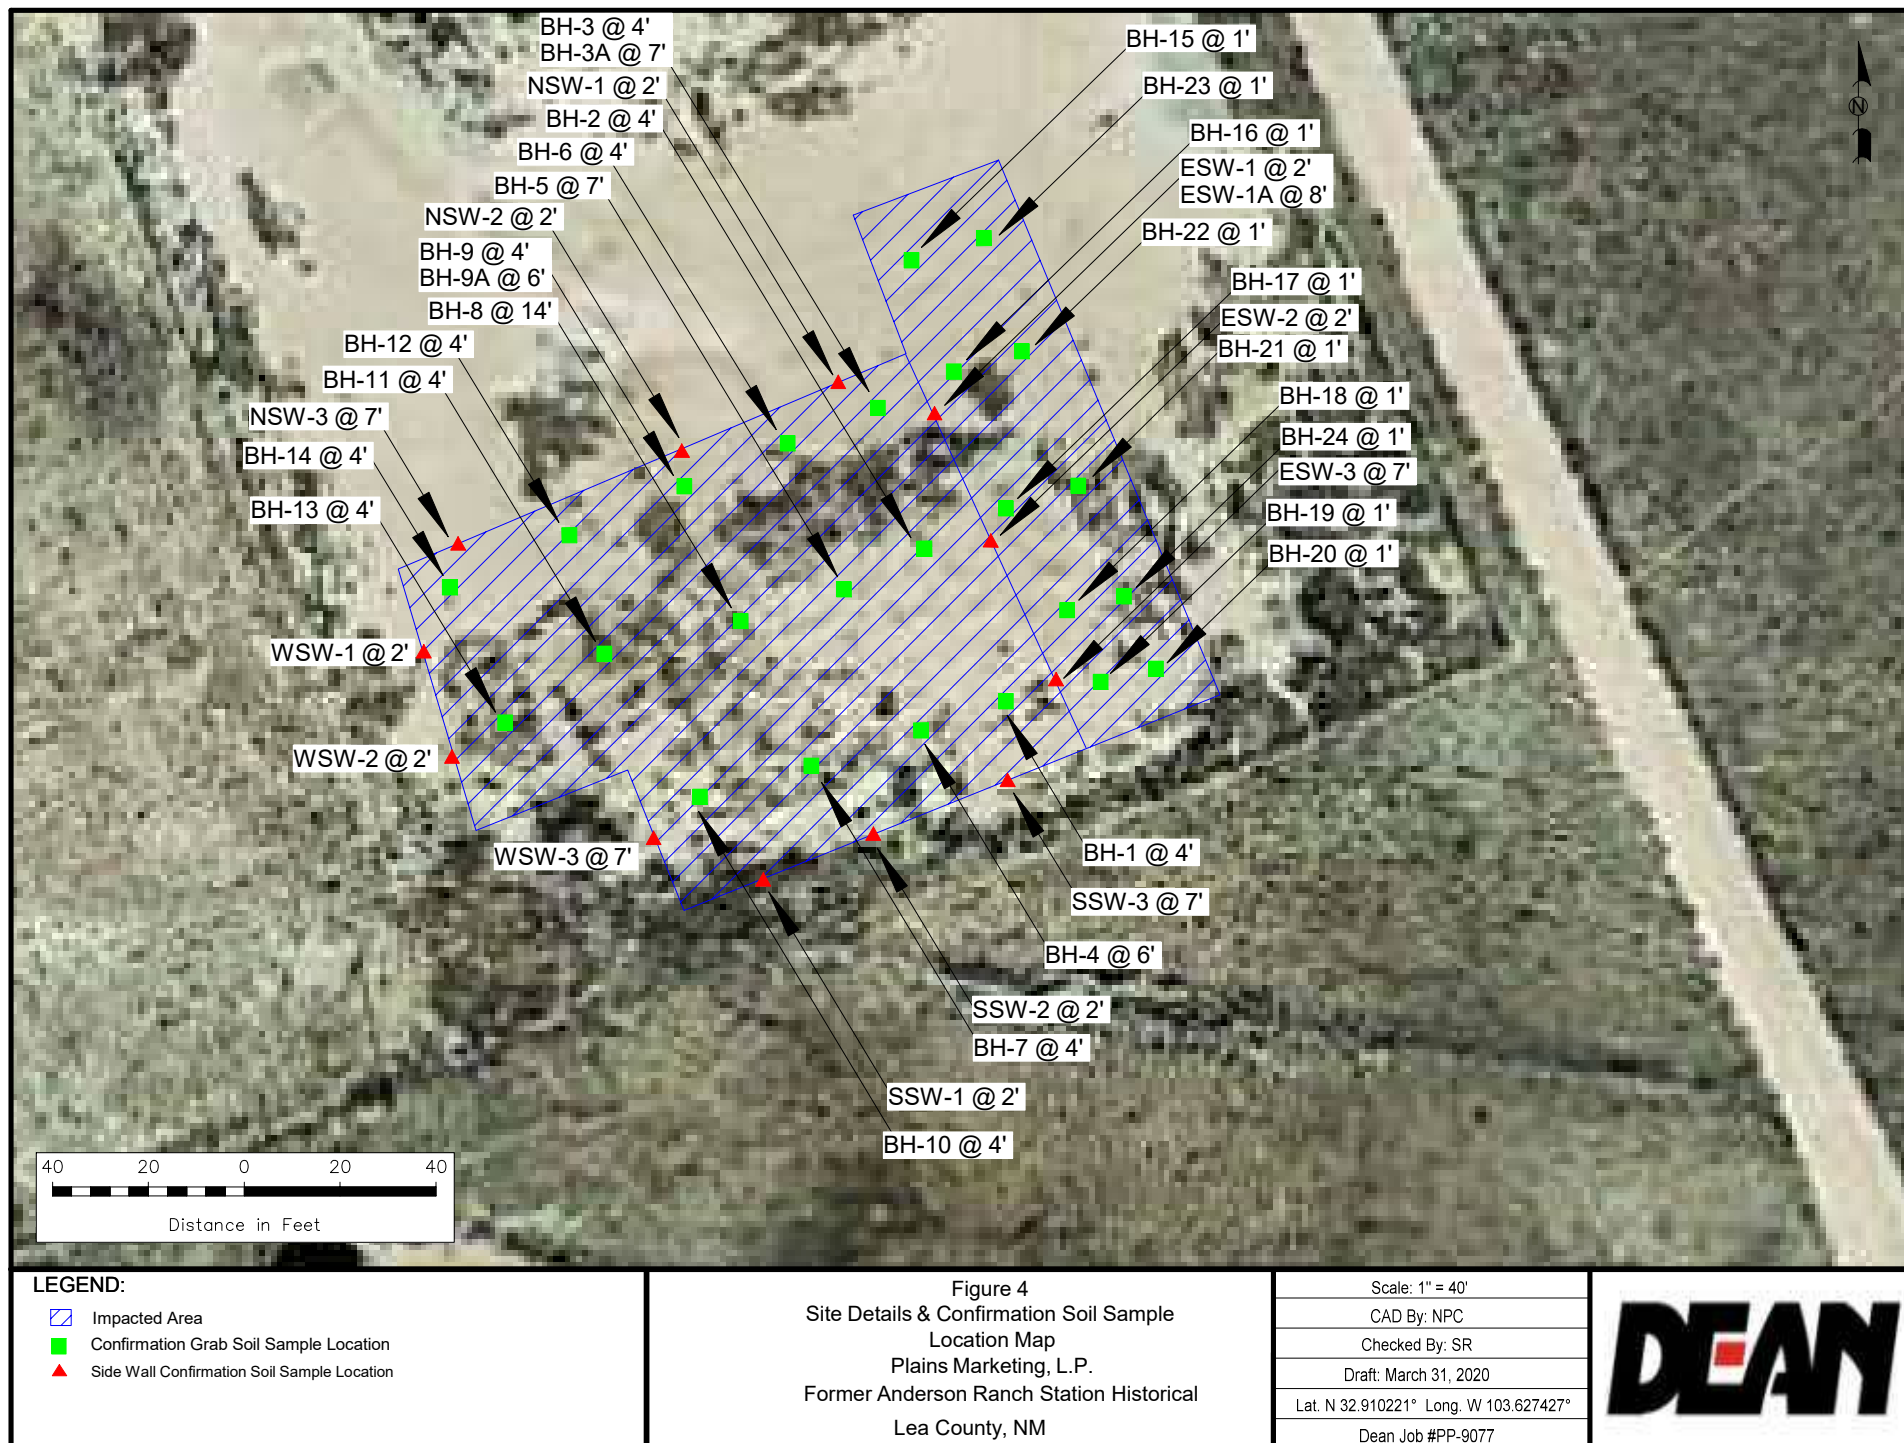 BH-3 @ 4'
BH-3A @ 7'
NSW-1 @ 2'
BH-2 @ 4'
BH-6 @ 4'
BH-5 @ 7'
NSW-2 @ 2'
BH-9 @ 4'
BH-9A @ 6'
BH-8 @ 14'
BH-12 @ 4'
BH-11 @ 4'
NSW-3 @ 7'
BH-14 @ 4'
BH-13 @ 4'
WSW-1 @ 2'
WSW-2 @ 2'
WSW-3 @ 7'
BH-15 @ 1'
BH-23 @ 1'
BH-16 @ 1'
ESW-1 @ 2'
ESW-1A @ 8'
BH-22 @ 1'
BH-17 @ 1'
ESW-2 @ 2'
BH-21 @ 1'
BH-18 @ 1'
BH-24 @ 1'
ESW-3 @ 7'
BH-19 @ 1'
BH-20 @ 1'
BH-1 @ 4'
SSW-3 @ 7'
BH-4 @ 6'
SSW-2 @ 2'
BH-7 @ 4'
SSW-1 @ 2'
BH-10 @ 4'
N
40 20 0 20 40
Distance in Feet
LEGEND:
Impacted Area
Confirmation Grab Soil Sample Location
Side Wall Confirmation Soil Sample Location
Figure 4
Site Details & Confirmation Soil Sample
Location Map
Plains Marketing, L.P.
Former Anderson Ranch Station Historical
Lea County, NM
Scale: 1" = 40'
CAD By: NPC
Checked By: SR
Draft: March 31, 2020
Lat. N 32.910221° Long. W 103.627427°
Dean Job #PP-9077
DEAN